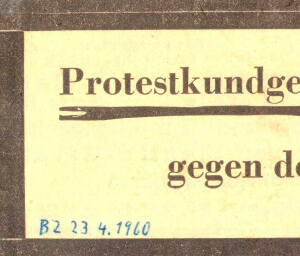 Protestkundge
gegen de
BZ 23.4.1960